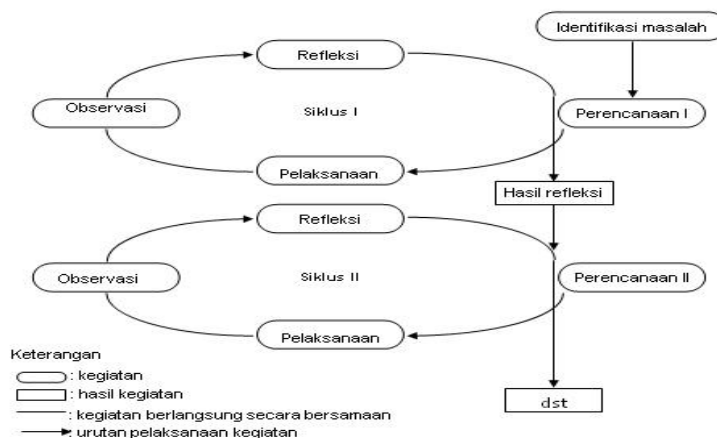 Identifikasi masalah
Refleksi
Observasi
Siklus I
Perencanaan I
Pelaksanaan
Hasil refleksi
Refleksi
Observasi
Siklus II
Perencanaan II
Pelaksanaan
Keterangan
: kegiatan
: hasil kegiatan
: kegiatan berlangsung secara bersamaan
: urutan pelaksanaan kegiatan
dst